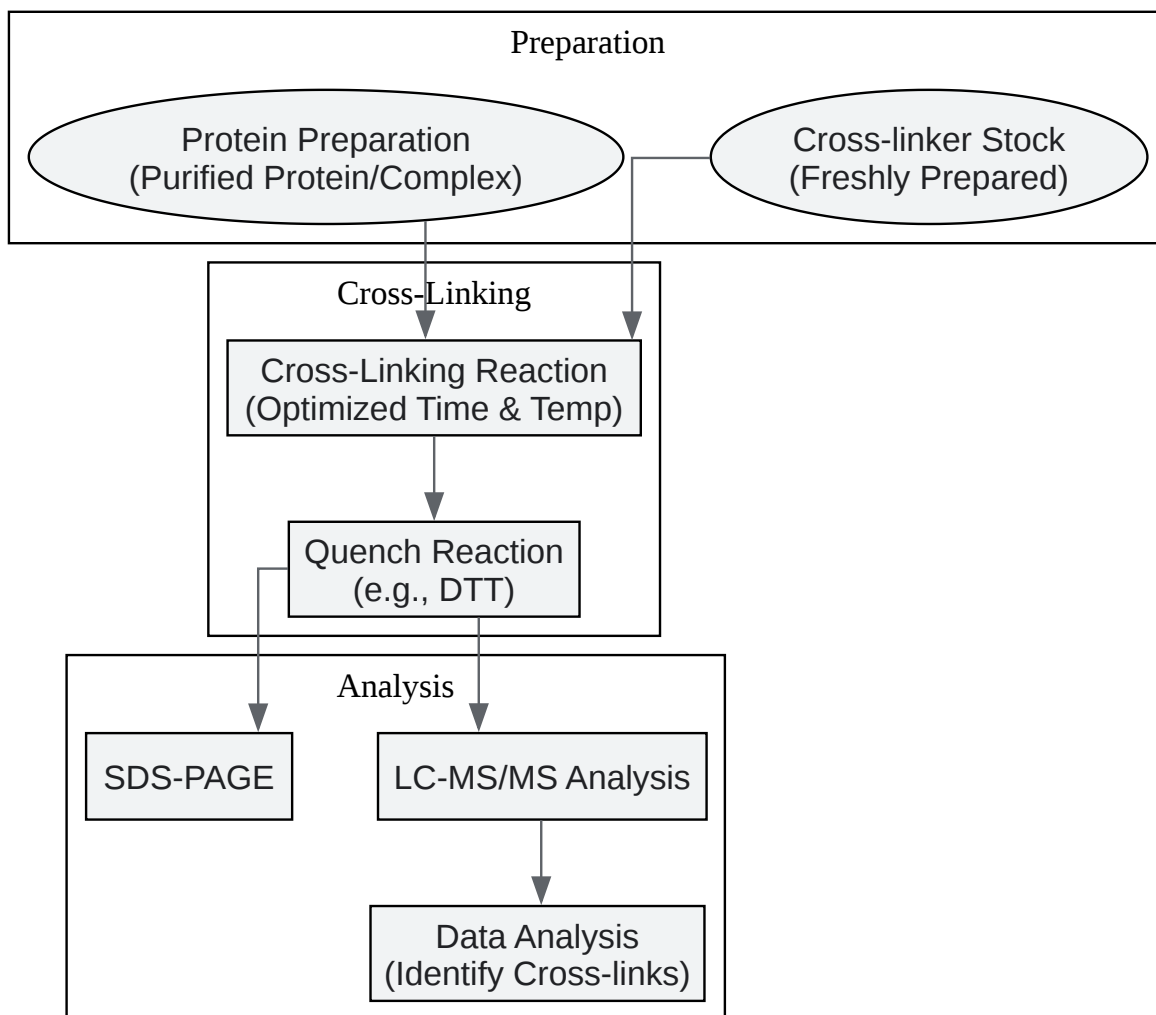 Preparation
Protein Preparation
(Purified Protein/Complex)
Cross-linker Stock
(Freshly Prepared)
Cross-Linking
Cross-Linking Reaction
(Optimized Time & Temp)
Quench Reaction
(e.g., DTT)
Analysis
SDS-PAGE
LC-MS/MS Analysis
Data Analysis
(Identify Cross-links)